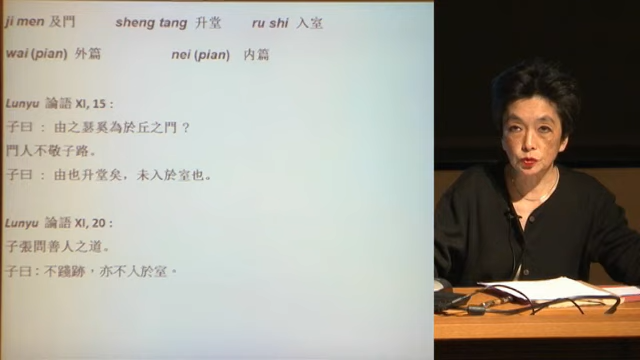 ji men 及門 sheng tang 升堂 ru shi 入室
wai (pian) 外篇 nei (pian) 内篇
Lunyu 論語 XI, 15 :
子曰 : 由之瑟奚為於丘之門 ?
門人不敬子路。
子曰 : 由也升堂矣，未入於室也。
Lunyu 論語 XI, 20 :
子張問善人之道。
子曰 : 不踐跡，亦不入於室。